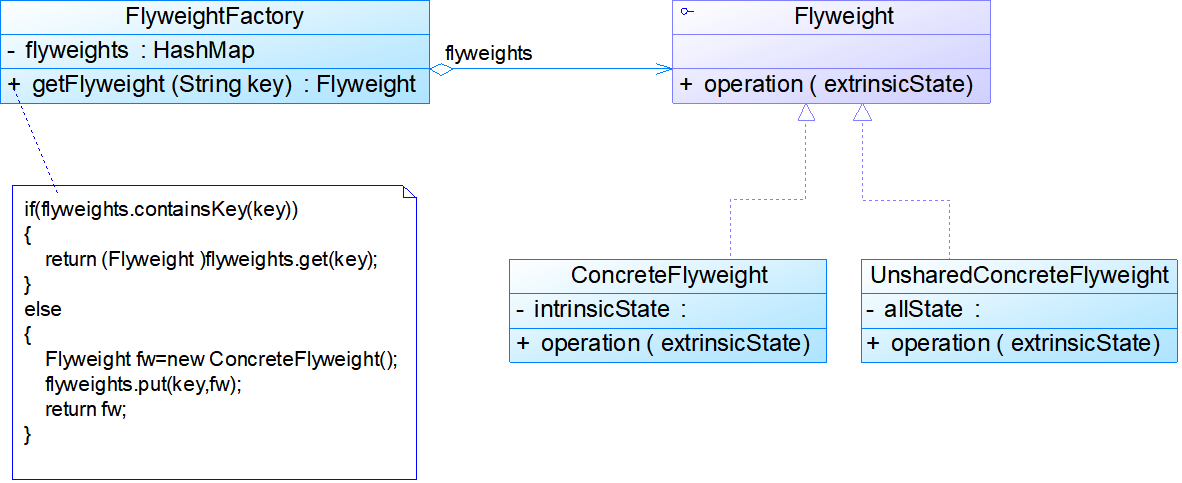 FlyweightFactory
- flyweights : HashMap
+ getFlyweight (String key) : Flyweight
flyweights
Flyweight
+ operation ( extrinsicState)
if(flyweights.containsKey(key))
{
return (Flyweight )flyweights.get(key);
}
else
{
Flyweight fw=new ConcreteFlyweight();
flyweights.put(key,fw);
return fw;
}
ConcreteFlyweight
- intrinsicState :
+ operation ( extrinsicState)
UnsharedConcreteFlyweight
- allState :
+ operation ( extrinsicState)